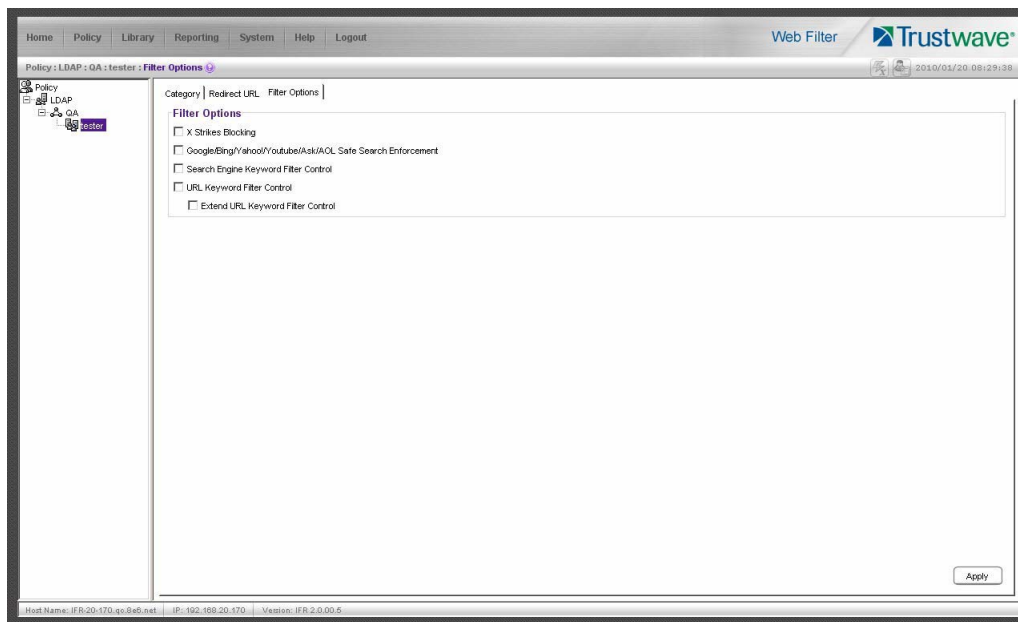 Home Policy Library Reporting System Help Logout
Web Filter
Trustwave®
Policy : LDAP : QA : tester : Filter Options
2010/01/20 08:29:38
Policy
LDAP
QA
tester
Category Redirect URL Filter Options
Filter Options
X Strikes Blocking
Google/Bing/Yahoo!/Youtube/Ask/AOL Safe Search Enforcement
Search Engine Keyword Filter Control
URL Keyword Filter Control
Extend URL Keyword Filter Control
Apply
Host Name: IFR-20-170.qc.8e6.net IP: 192.168.20.170 Version: IFR 2.0.00.5